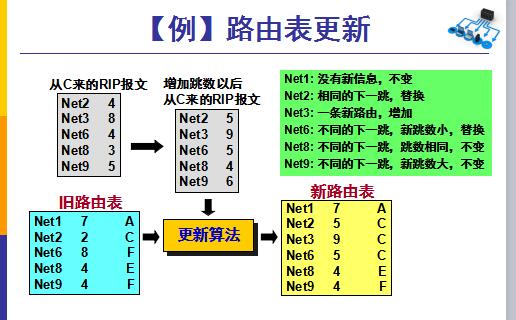 【例】路由表更新
从C来的RIP报文
Net2 4
Net3 8
Net6 4
Net8 3
Net9 5
增加跳数以后
从C来的RIP报文
Net2 5
Net3 9
Net6 5
Net8 4
Net9 6
Net1: 没有新信息，不变
Net2: 相同的下一跳，替换
Net3: 一条新路由，增加
Net6: 不同的下一跳，新跳数小，替换
Net8: 不同的下一跳，跳数相同，不变
Net9: 不同的下一跳，新跳数大，不变
旧路由表
Net1 7 A
Net2 2 C
Net6 8 F
Net8 4 E
Net9 4 F
更新算法
新路由表
Net1 7 A
Net2 5 C
Net3 9 C
Net6 5 C
Net8 4 E
Net9 4 F